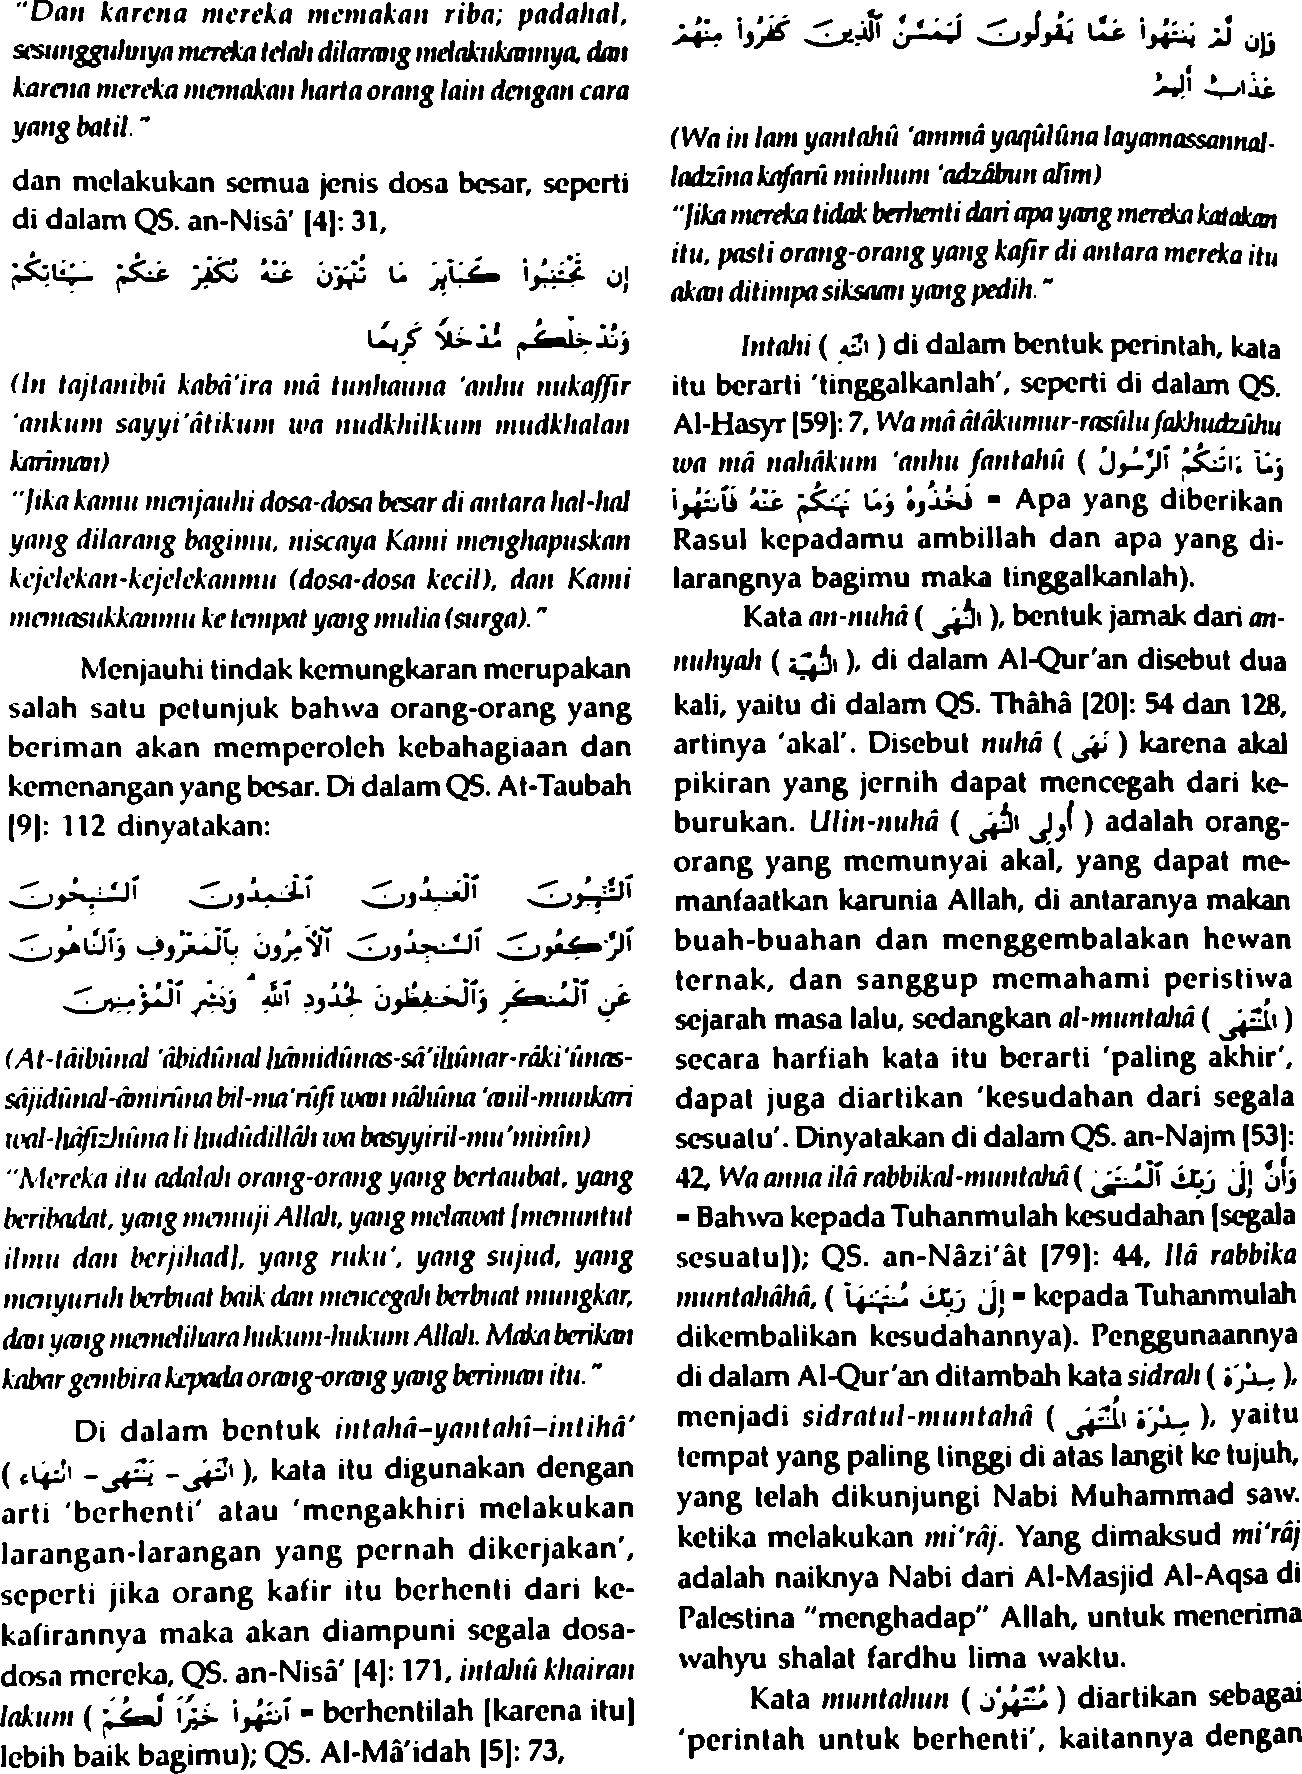 "Dan karena mereka memakan riba; padahal,
sesungguhnya mereka telah dilarang melakukannya, dan
karena mereka memakan harta orang lain dengan cara
yang batil."
dan melakukan semua jenis dosa besar, seperti
di dalam QS. an-Nisâ' [4]: 31,
إِن تَجْتَنِبُوا۟ كَبَآئِرَ مَا تُنْهَوْنَ عَنْهُ نُكَفِّرْ عَنكُمْ سَيِّـَٔاتِكُمْ
وَنُدْخِلْكُم مُّدْخَلًا كَرِيمًا
(In tajtanibû kabâ'ira mâ tunhauna 'anhu nukaffir
'ankum sayyi'âtikum wa nudkhilkum mudkhalan
karîman)
"Jika kamu menjauhi dosa-dosa besar di antara hal-hal
yang dilarang bagimu, niscaya Kami menghapuskan
kejelekan-kejelekanmu (dosa-dosa kecil), dan Kami
memasukkanmu ke tempat yang mulia (surga)."
Menjauhi tindak kemungkaran merupakan
salah satu petunjuk bahwa orang-orang yang
beriman akan memperoleh kebahagiaan dan
kemenangan yang besar. Di dalam QS. At-Taubah
[9]: 112 dinyatakan:
ٱلتَّٰٓئِبُونَ ٱلْعَٰبِدُونَ ٱلْحَٰمِدُونَ ٱلسَّٰٓئِحُونَ
ٱلرَّٰكِعُونَ ٱلسَّٰجِدُونَ ٱلْءَامِرُونَ بِٱلْمَعْرُوفِ وَٱلنَّاهُونَ
عَنِ ٱلْمُنكَرِ وَٱلْحَٰفِظُونَ لِحُدُودِ ٱللَّهِ ۗ وَبَشِّرِ ٱلْمُؤْمِنِينَ
(At-tâibûnal 'âbidûnal hâmidûnas-sâ'ihûnar-râki'ûnas-
sâjidûnal-âmirûna bil-ma'rûfi wan nâhûna 'anil-munkari
wal-hâfizhûna li hudûdillâh wa basyyiril-mu'minîn)
"Mereka itu adalah orang-orang yang bertaubat, yang
beribadat, yang memuji Allah, yang melawat [menuntut
ilmu dan berjihad], yang ruku', yang sujud, yang
menyuruh berbuat baik dan mencegah berbuat mungkar,
dan yang memelihara hukum-hukum Allah. Maka berikan
kabar gembira kepada orang-orang yang beriman itu."
Di dalam bentuk intahâ–yantahî–intihâ'
(اِنْتَهَى – يَنْتَهِى – اِنْتِهَاء), kata itu digunakan dengan
arti 'berhenti' atau 'mengakhiri melakukan
larangan-larangan yang pernah dikerjakan',
seperti jika orang kafir itu berhenti dari ke-
kafirannya maka akan diampuni segala dosa-
dosa mereka, QS. an-Nisâ' [4]: 171, intahû khairan
lakum (ٱنتَهُوا۟ خَيْرًا لَّكُمْ = berhentilah [karena itu]
lebih baik bagimu); QS. Al-Mâ'idah [5]: 73,
وَإِن لَّمْ يَنتَهُوا۟ عَمَّا يَقُولُونَ لَيَمَسَّنَّ ٱلَّذِينَ كَفَرُوا۟ مِنْهُمْ
عَذَابٌ أَلِيمٌ
(Wa in lam yantahû 'ammâ yaqûlûna layamassannal-
ladzîna kafarû minhum 'adzâbun alîm)
"Jika mereka tidak berhenti dari apa yang mereka katakan
itu, pasti orang-orang yang kafir di antara mereka itu
akan ditimpa siksaan yang pedih."
Intahi (اِنْتَهِ) di dalam bentuk perintah, kata
itu berarti 'tinggalkanlah', seperti di dalam QS.
Al-Hasyr [59]: 7, Wa mâ âtâkumur-rasûlu fakhudzûhu
wa mâ nahâkum 'anhu fantahû (وَمَآ ءَاتَىٰكُمُ ٱلرَّسُولُ
فَخُذُوهُ وَمَا نَهَىٰكُمْ عَنْهُ فَٱنتَهُوا۟ = Apa yang diberikan
Rasul kepadamu ambillah dan apa yang di-
larangnya bagimu maka tinggalkanlah).
Kata an-nuhâ (النُّهَى), bentuk jamak dari an-
nuhyah (النُّهْيَة), di dalam Al-Qur'an disebut dua
kali, yaitu di dalam QS. Thâhâ [20]: 54 dan 128,
artinya 'akal'. Disebut nuhâ (نُهَى) karena akal
pikiran yang jernih dapat mencegah dari ke-
burukan. Ulin-nuhâ (أُولِى النُّهَى) adalah orang-
orang yang memunyai akal, yang dapat me-
manfaatkan karunia Allah, di antaranya makan
buah-buahan dan menggembalakan hewan
ternak, dan sanggup memahami peristiwa
sejarah masa lalu, sedangkan al-muntahâ (الْمُنْتَهَى)
secara harfiah kata itu berarti 'paling akhir',
dapat juga diartikan 'kesudahan dari segala
sesuatu'. Dinyatakan di dalam QS. an-Najm [53]:
42, Wa anna ilâ rabbikal-muntahâ (وَأَنَّ إِلَىٰ رَبِّكَ ٱلْمُنتَهَىٰ
= Bahwa kepada Tuhanmulah kesudahan [segala
sesuatu]); QS. an-Nâzi'ât [79]: 44, Ilâ rabbika
muntahâhâ, (إِلَىٰ رَبِّكَ مُنتَهَىٰهَآ = kepada Tuhanmulah
dikembalikan kesudahannya). Penggunaannya
di dalam Al-Qur'an ditambah kata sidrah (سِدْرَة),
menjadi sidratul-muntahâ (سِدْرَةُ الْمُنْتَهَى), yaitu
tempat yang paling tinggi di atas langit ke tujuh,
yang telah dikunjungi Nabi Muhammad saw.
ketika melakukan mi'râj. Yang dimaksud mi'râj
adalah naiknya Nabi dari Al-Masjid Al-Aqsa di
Palestina "menghadap" Allah, untuk menerima
wahyu shalat fardhu lima waktu.
Kata muntahun (مُنْتَهُوْنَ) diartikan sebagai
'perintah untuk berhenti', kaitannya dengan